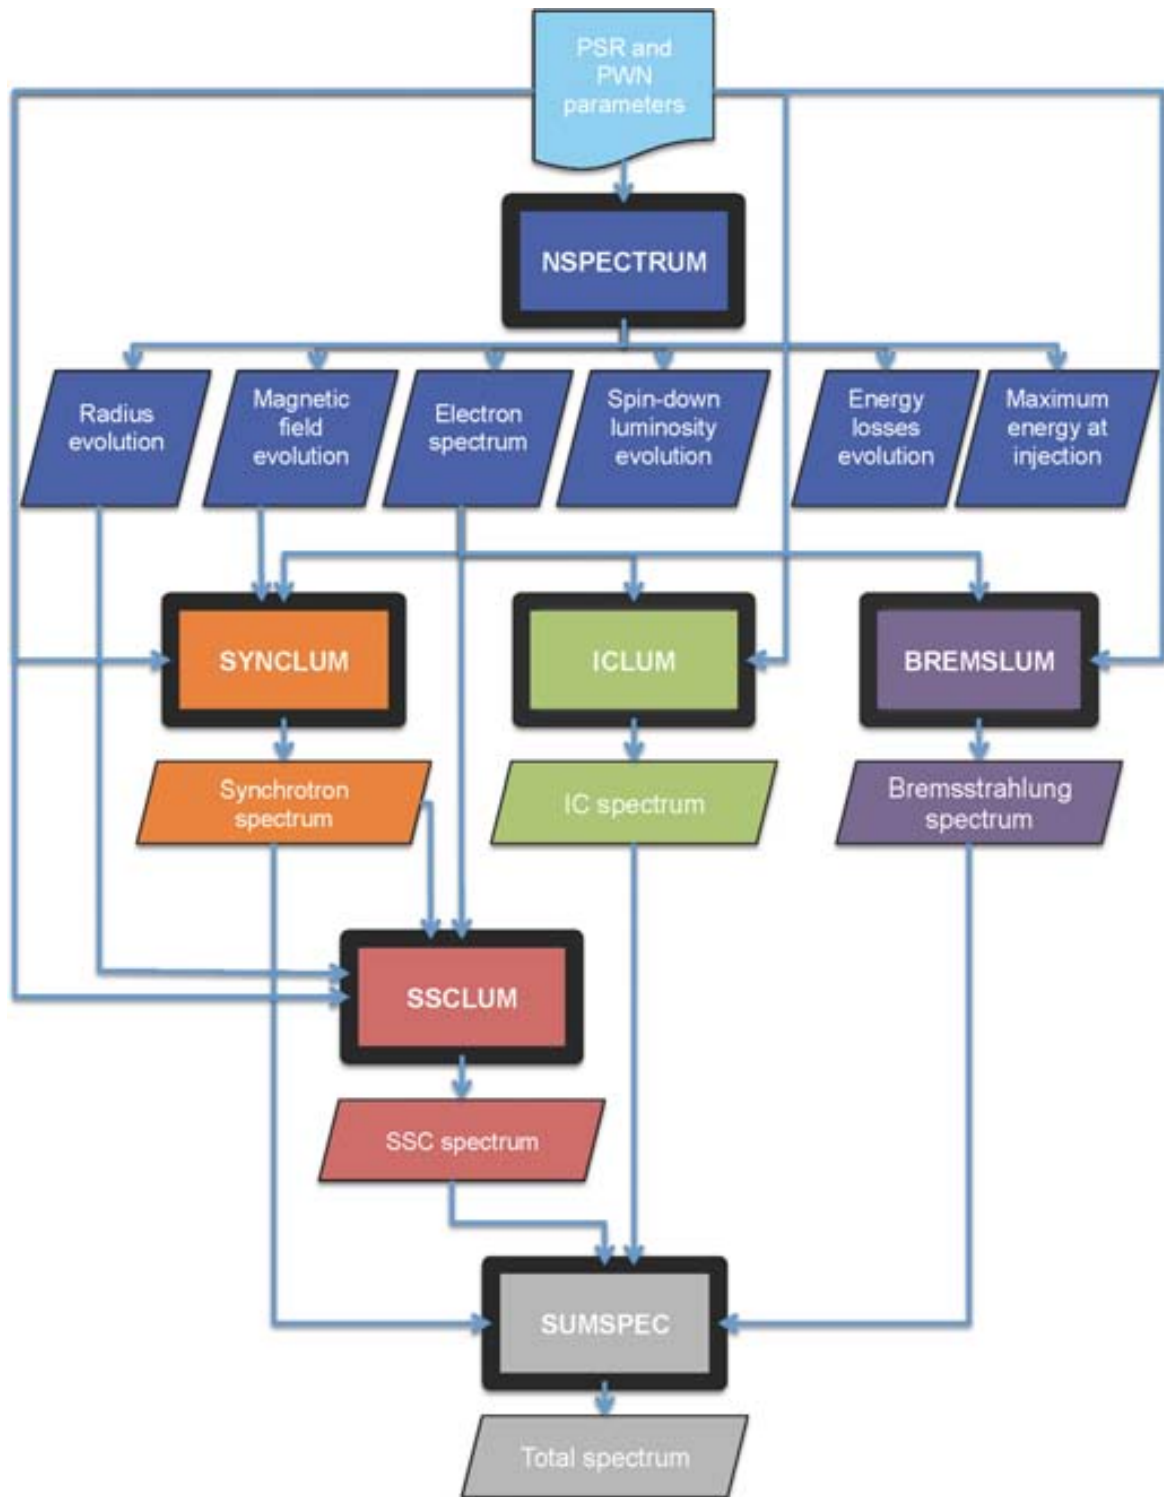 PSR and
PWN
parameters
NSPECTRUM
Radius
evolution
Magnetic
field
evolution
Electron
spectrum
Spin-down
luminosity
evolution
Energy
losses
evolution
Maximum
energy at
injection
SYNCLUM
ICLUM
BREMSLUM
Synchrotron
spectrum
IC spectrum
Bremsstrahlung
spectrum
SSCLUM
SSC spectrum
SUMSPEC
Total spectrum